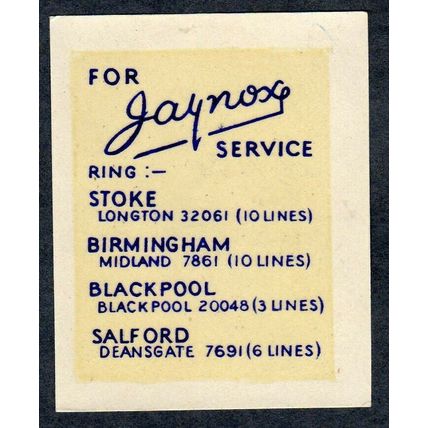 FOR
Jaynox
SERVICE
RING :—
STOKE
LONGTON 32061 (10 LINES)
BIRMINGHAM
MIDLAND 7861 (10 LINES)
BLACKPOOL
BLACKPOOL 20048 (3 LINES)
SALFORD
DEANSGATE 7691 (6 LINES)